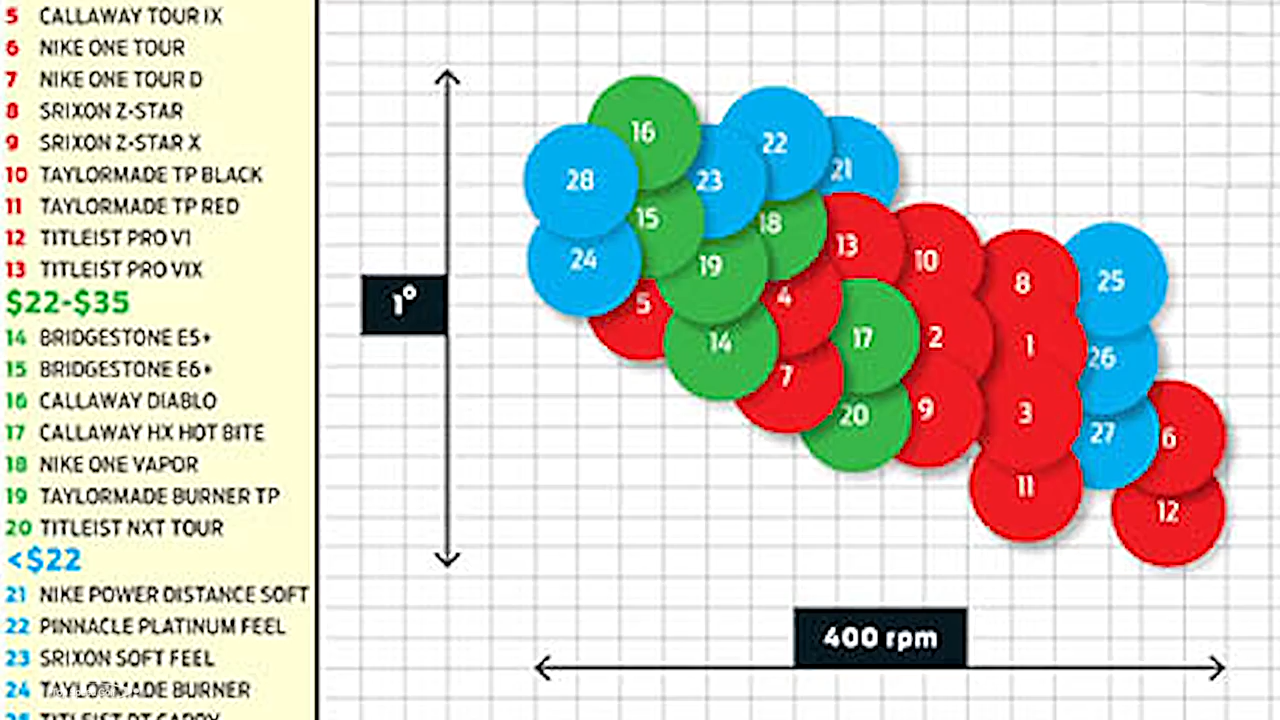 5 CALLAWAY TOUR IX
6 NIKE ONE TOUR
7 NIKE ONE TOUR D
8 SRIXON Z-STAR
9 SRIXON Z-STAR X
10 TAYLORMADE TP BLACK
11 TAYLORMADE TP RED
12 TITLEIST PRO V1
13 TITLEIST PRO V1X
$22-$35
14 BRIDGESTONE E5+
15 BRIDGESTONE E6+
16 CALLAWAY DIABLO
17 CALLAWAY HX HOT BITE
18 NIKE ONE VAPOR
19 TAYLORMADE BURNER TP
20 TITLEIST NXT TOUR
<$22
21 NIKE POWER DISTANCE SOFT
22 PINNACLE PLATINUM FEEL
23 SRIXON SOFT FEEL
24 TAYLORMADE BURNER
25 TITLEIST DT CARRY
1°
16
22
21
28
23
15
18
13
24
19
10
25
8
5
4
14
17
2
1
26
7
20
9
3
27
6
11
12
400 rpm